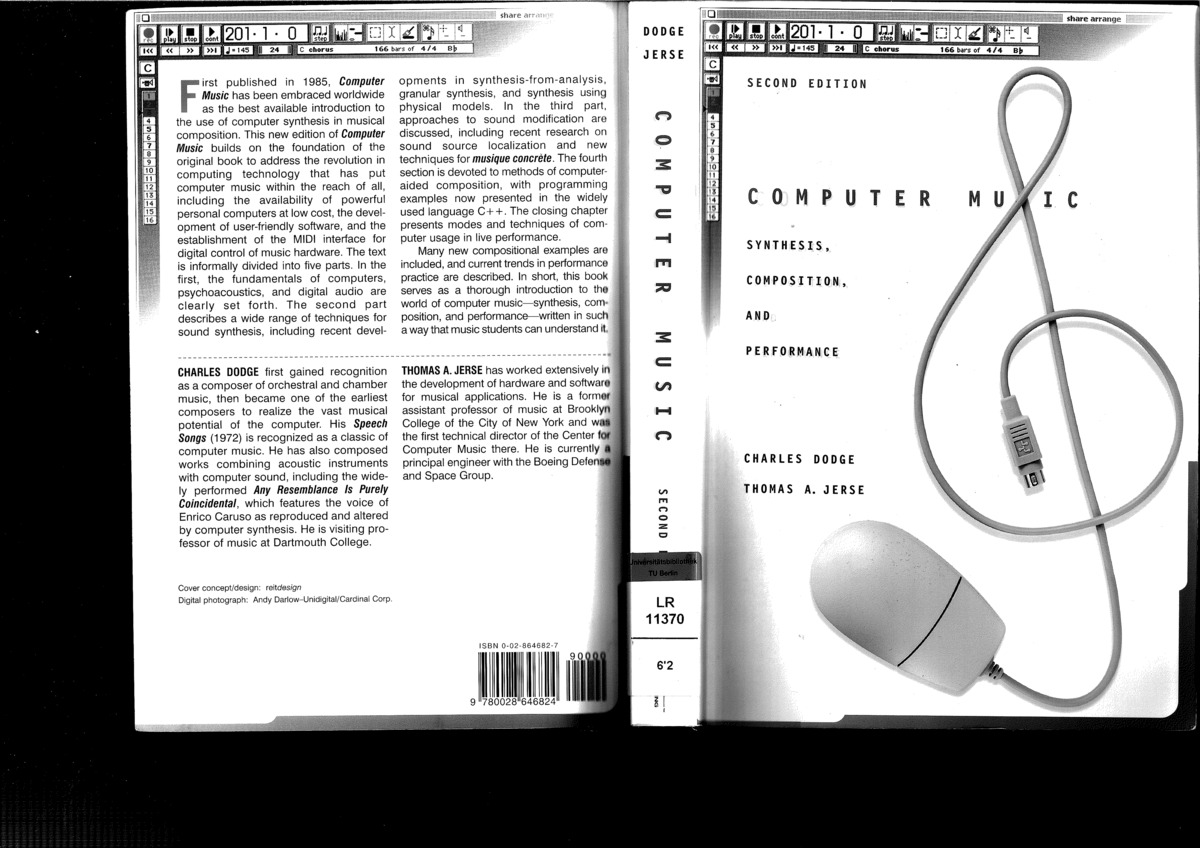 share arrange
rec play stop cont 201· 1 · 0 step
♩=145 24 C chorus 166 bars of 4/4 B♭
C
1
4
5
6
7
8
9
10
11
12
13
14
15
16
First published in 1985, Computer
Music has been embraced worldwide
as the best available introduction to
the use of computer synthesis in musical
composition. This new edition of Computer
Music builds on the foundation of the
original book to address the revolution in
computing technology that has put
computer music within the reach of all,
including the availability of powerful
personal computers at low cost, the devel-
opment of user-friendly software, and the
establishment of the MIDI interface for
digital control of music hardware. The text
is informally divided into five parts. In the
first, the fundamentals of computers,
psychoacoustics, and digital audio are
clearly set forth. The second part
describes a wide range of techniques for
sound synthesis, including recent devel-
opments in synthesis-from-analysis,
granular synthesis, and synthesis using
physical models. In the third part,
approaches to sound modification are
discussed, including recent research on
sound source localization and new
techniques for musique concrète. The fourth
section is devoted to methods of computer-
aided composition, with programming
examples now presented in the widely
used language C++. The closing chapter
presents modes and techniques of com-
puter usage in live performance.
Many new compositional examples are
included, and current trends in performance
practice are described. In short, this book
serves as a thorough introduction to the
world of computer music—synthesis, com-
position, and performance—written in such
a way that music students can understand it.
CHARLES DODGE first gained recognition
as a composer of orchestral and chamber
music, then became one of the earliest
composers to realize the vast musical
potential of the computer. His Speech
Songs (1972) is recognized as a classic of
computer music. He has also composed
works combining acoustic instruments
with computer sound, including the wide-
ly performed Any Resemblance Is Purely
Coincidental, which features the voice of
Enrico Caruso as reproduced and altered
by computer synthesis. He is visiting pro-
fessor of music at Dartmouth College.
THOMAS A. JERSE has worked extensively in
the development of hardware and software
for musical applications. He is a former
assistant professor of music at Brooklyn
College of the City of New York and was
the first technical director of the Center for
Computer Music there. He is currently a
principal engineer with the Boeing Defense
and Space Group.
Cover concept/design: reitdesign
Digital photograph: Andy Darlow–Unidigital/Cardinal Corp.
ISBN 0-02-864682-7
90000
9 780028 646824
DODGE
JERSE
COMPUTER MUSIC
SECOND
Universitätsbibliothek
TU Berlin
LR
11370
6'2
share arrange
rec play stop cont 201· 1 · 0 step
♩=145 24 C chorus 166 bars of 4/4 B♭
C
1
4
5
6
7
8
9
10
11
12
13
14
15
16
SECOND EDITION
COMPUTER MUSIC
SYNTHESIS,
COMPOSITION,
AND
PERFORMANCE
CHARLES DODGE
THOMAS A. JERSE